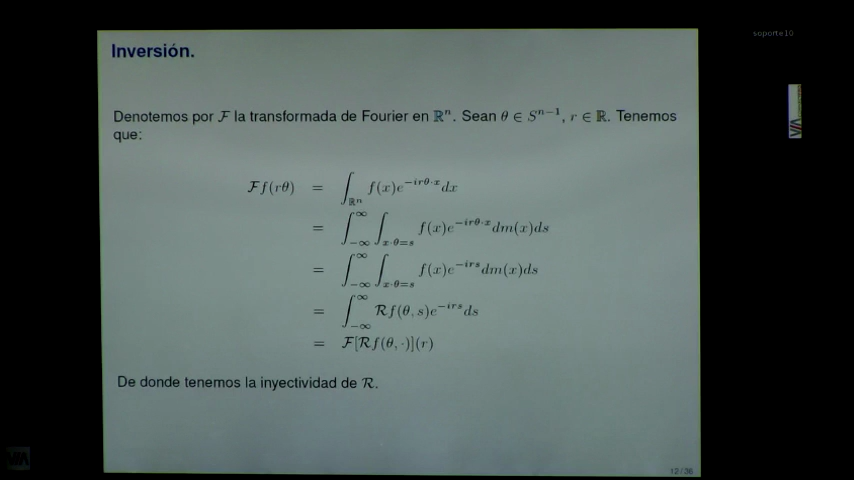 soporte10
Inversión.
Denotemos por ℱ la transformada de Fourier en ℝⁿ. Sean θ ∈ Sⁿ⁻¹, r ∈ ℝ. Tenemos
que:
ℱf(rθ) = ∫_{ℝⁿ} f(x)e^{−irθ·x}dx
= ∫_{−∞}^{∞} ∫_{x·θ=s} f(x)e^{−irθ·x}dm(x)ds
= ∫_{−∞}^{∞} ∫_{x·θ=s} f(x)e^{−irs}dm(x)ds
= ∫_{−∞}^{∞} ℛf(θ, s)e^{−irs}ds
= ℱ[ℛf(θ, ·)](r)
De donde tenemos la inyectividad de ℛ.
12/36